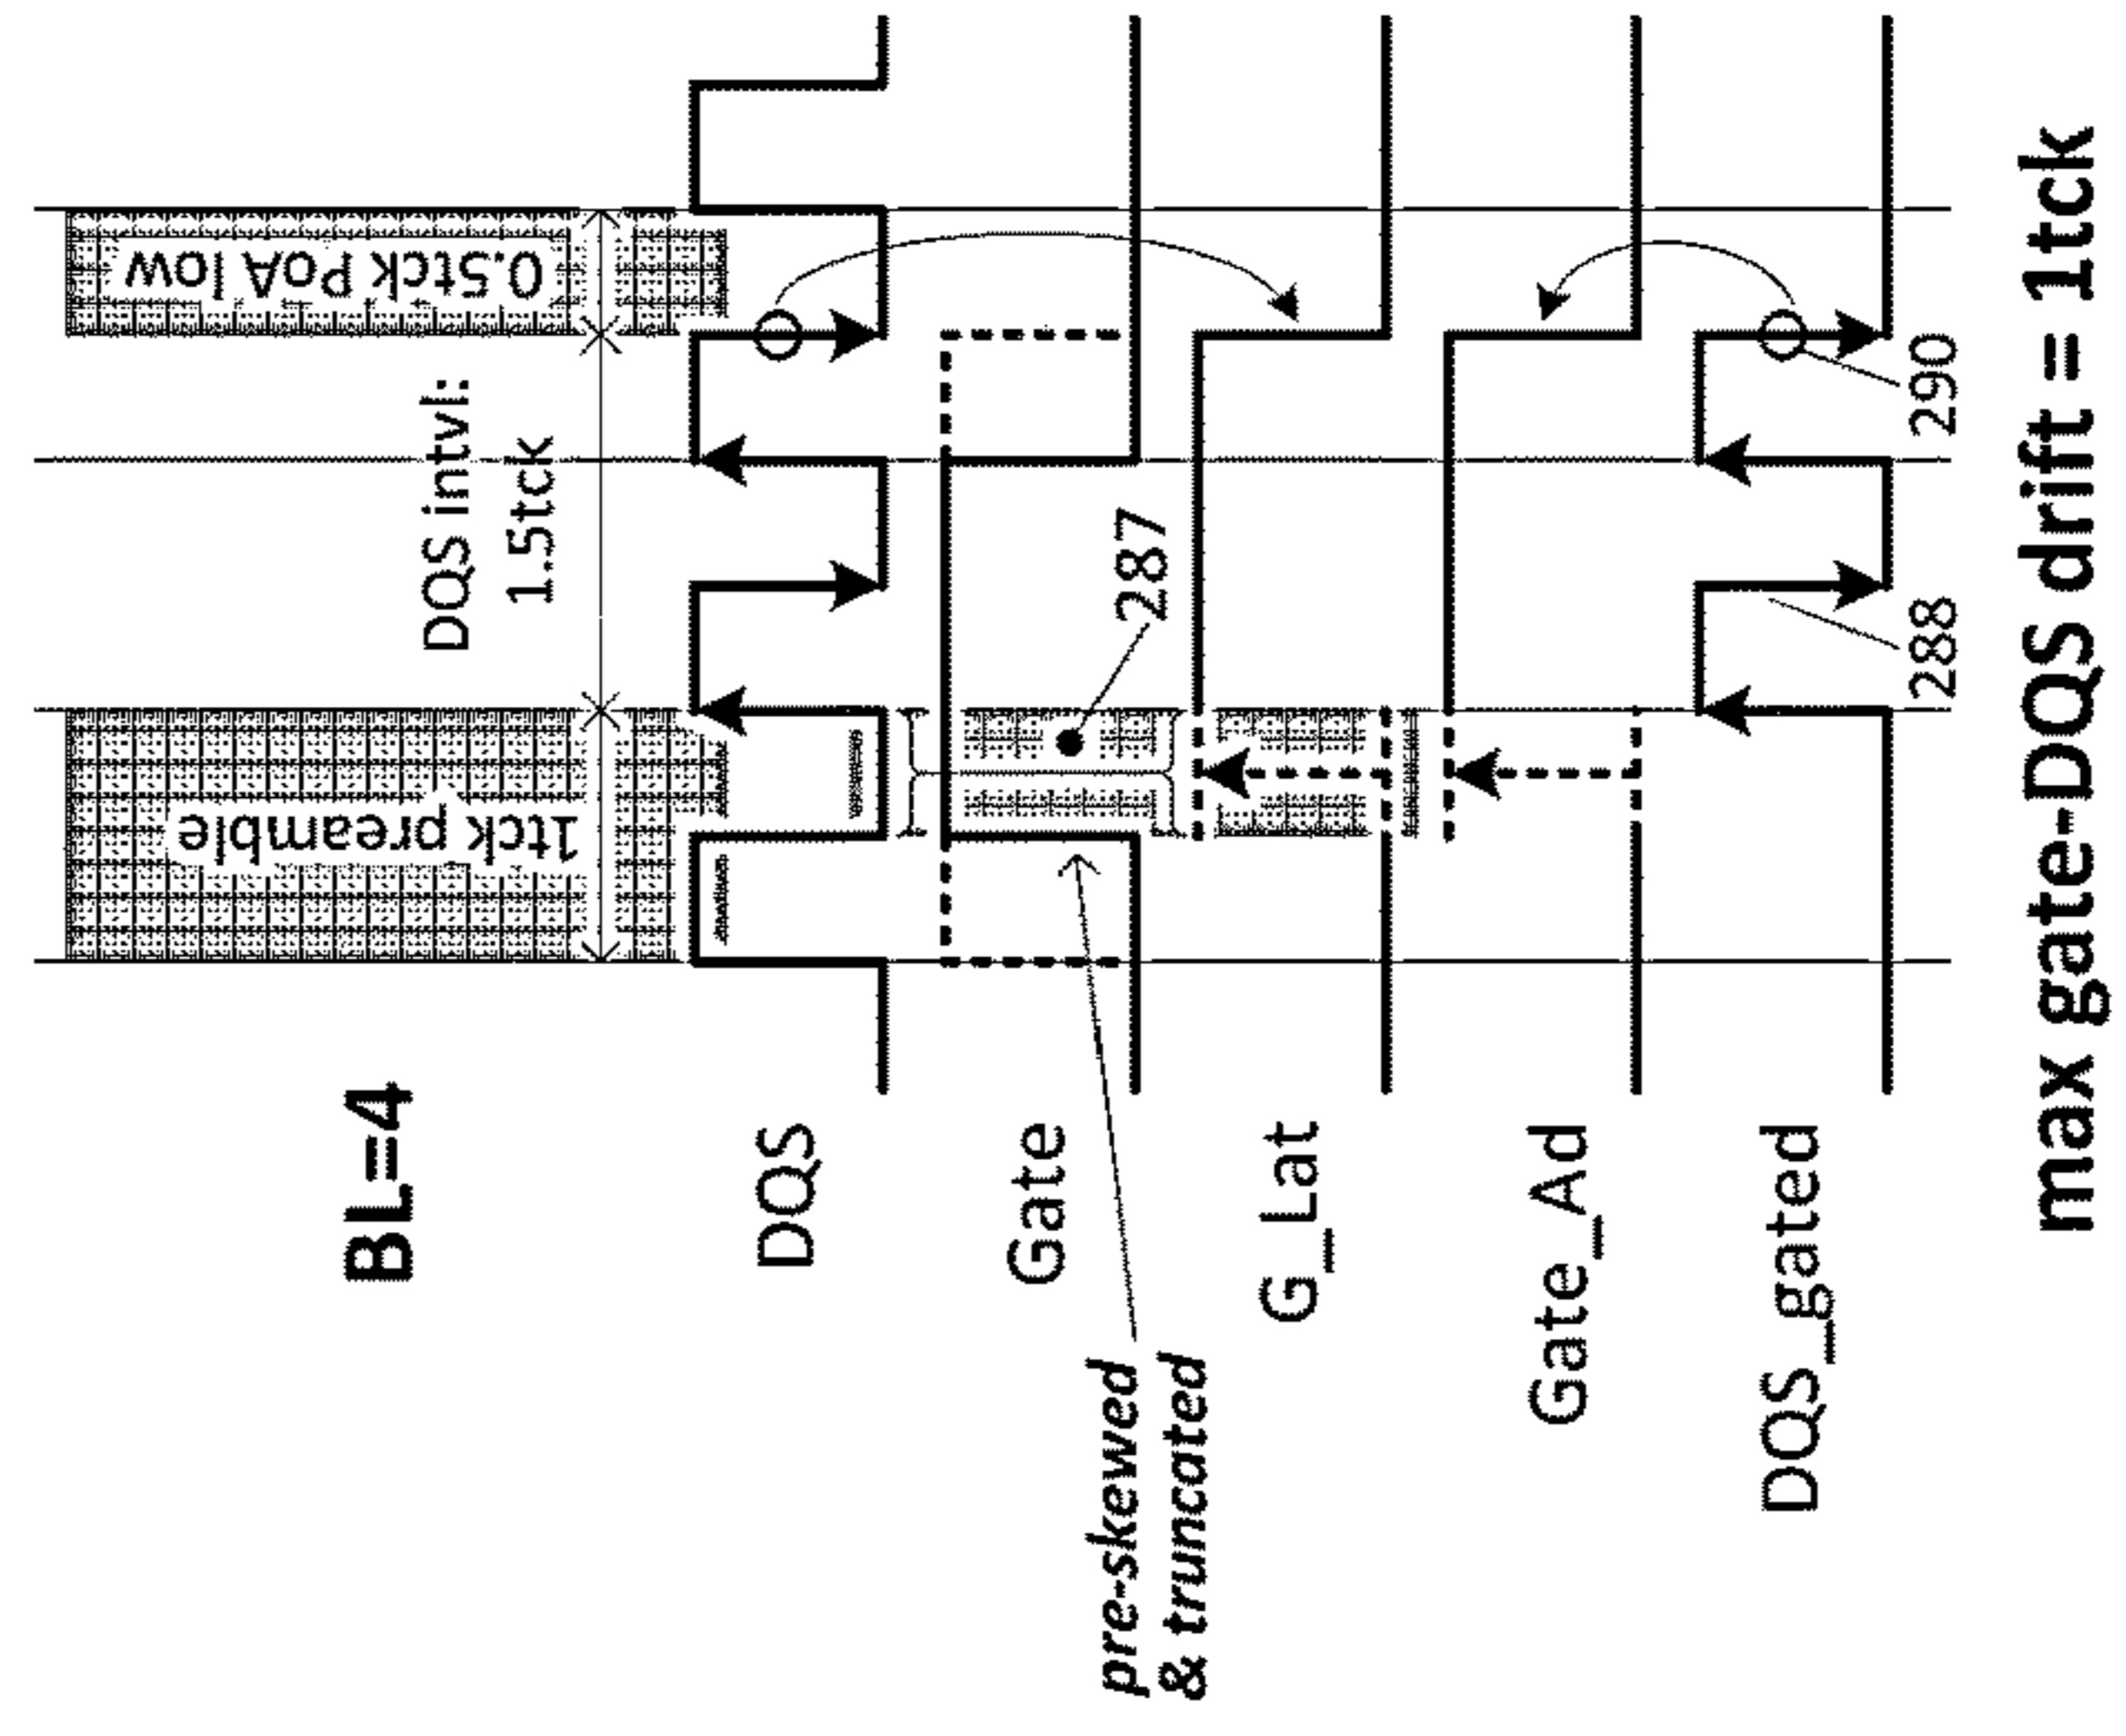 BL=4
1tck preamble
DQS intvl:
1.5tck
0.5tck PoA low
DQS
Gate
pre-skewed
& truncated
287
G_Lat
Gate_Ad
DQS_gated
288
290
max gate-DQS drift = 1tck